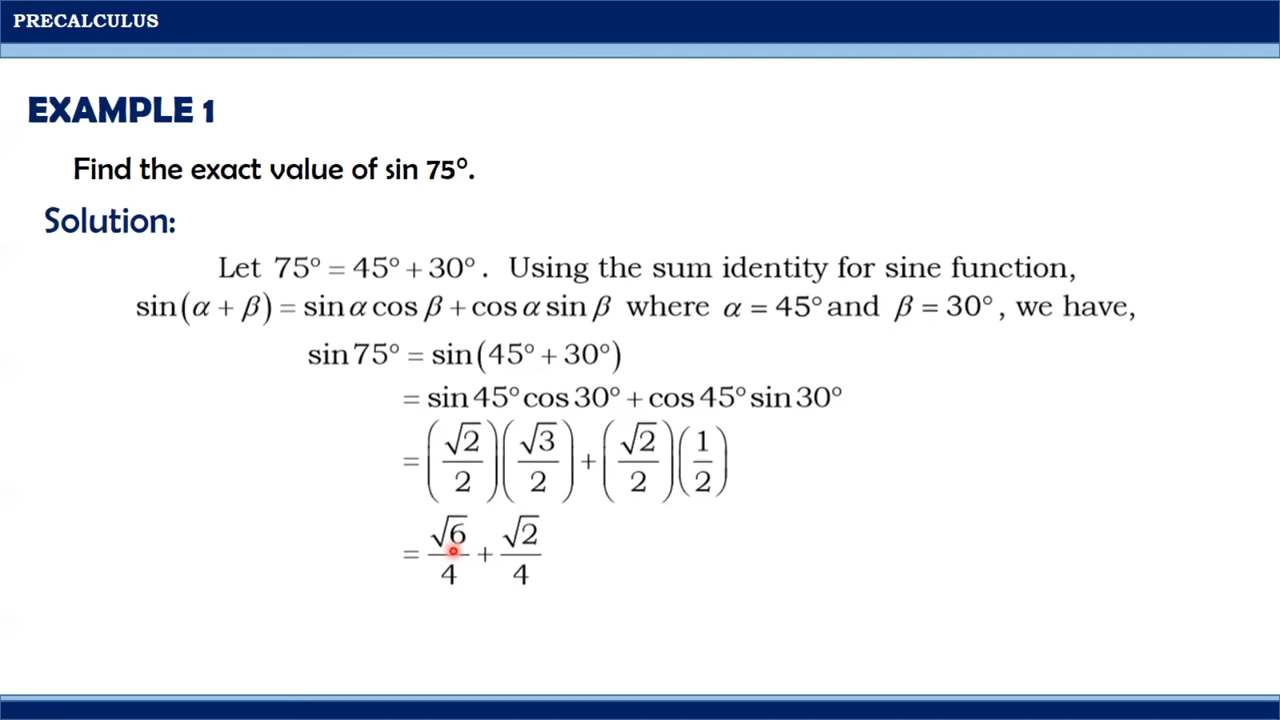 PRECALCULUS
EXAMPLE 1
Find the exact value of sin 75°.
Solution:
Let 75° = 45° + 30° . Using the sum identity for sine function,
sin(α + β) = sin α cos β + cos α sin β where α = 45° and β = 30° , we have,
sin 75° = sin(45° + 30°)
= sin 45° cos 30° + cos 45° sin 30°
= (√2/2)(√3/2) + (√2/2)(1/2)
= √6/4 + √2/4